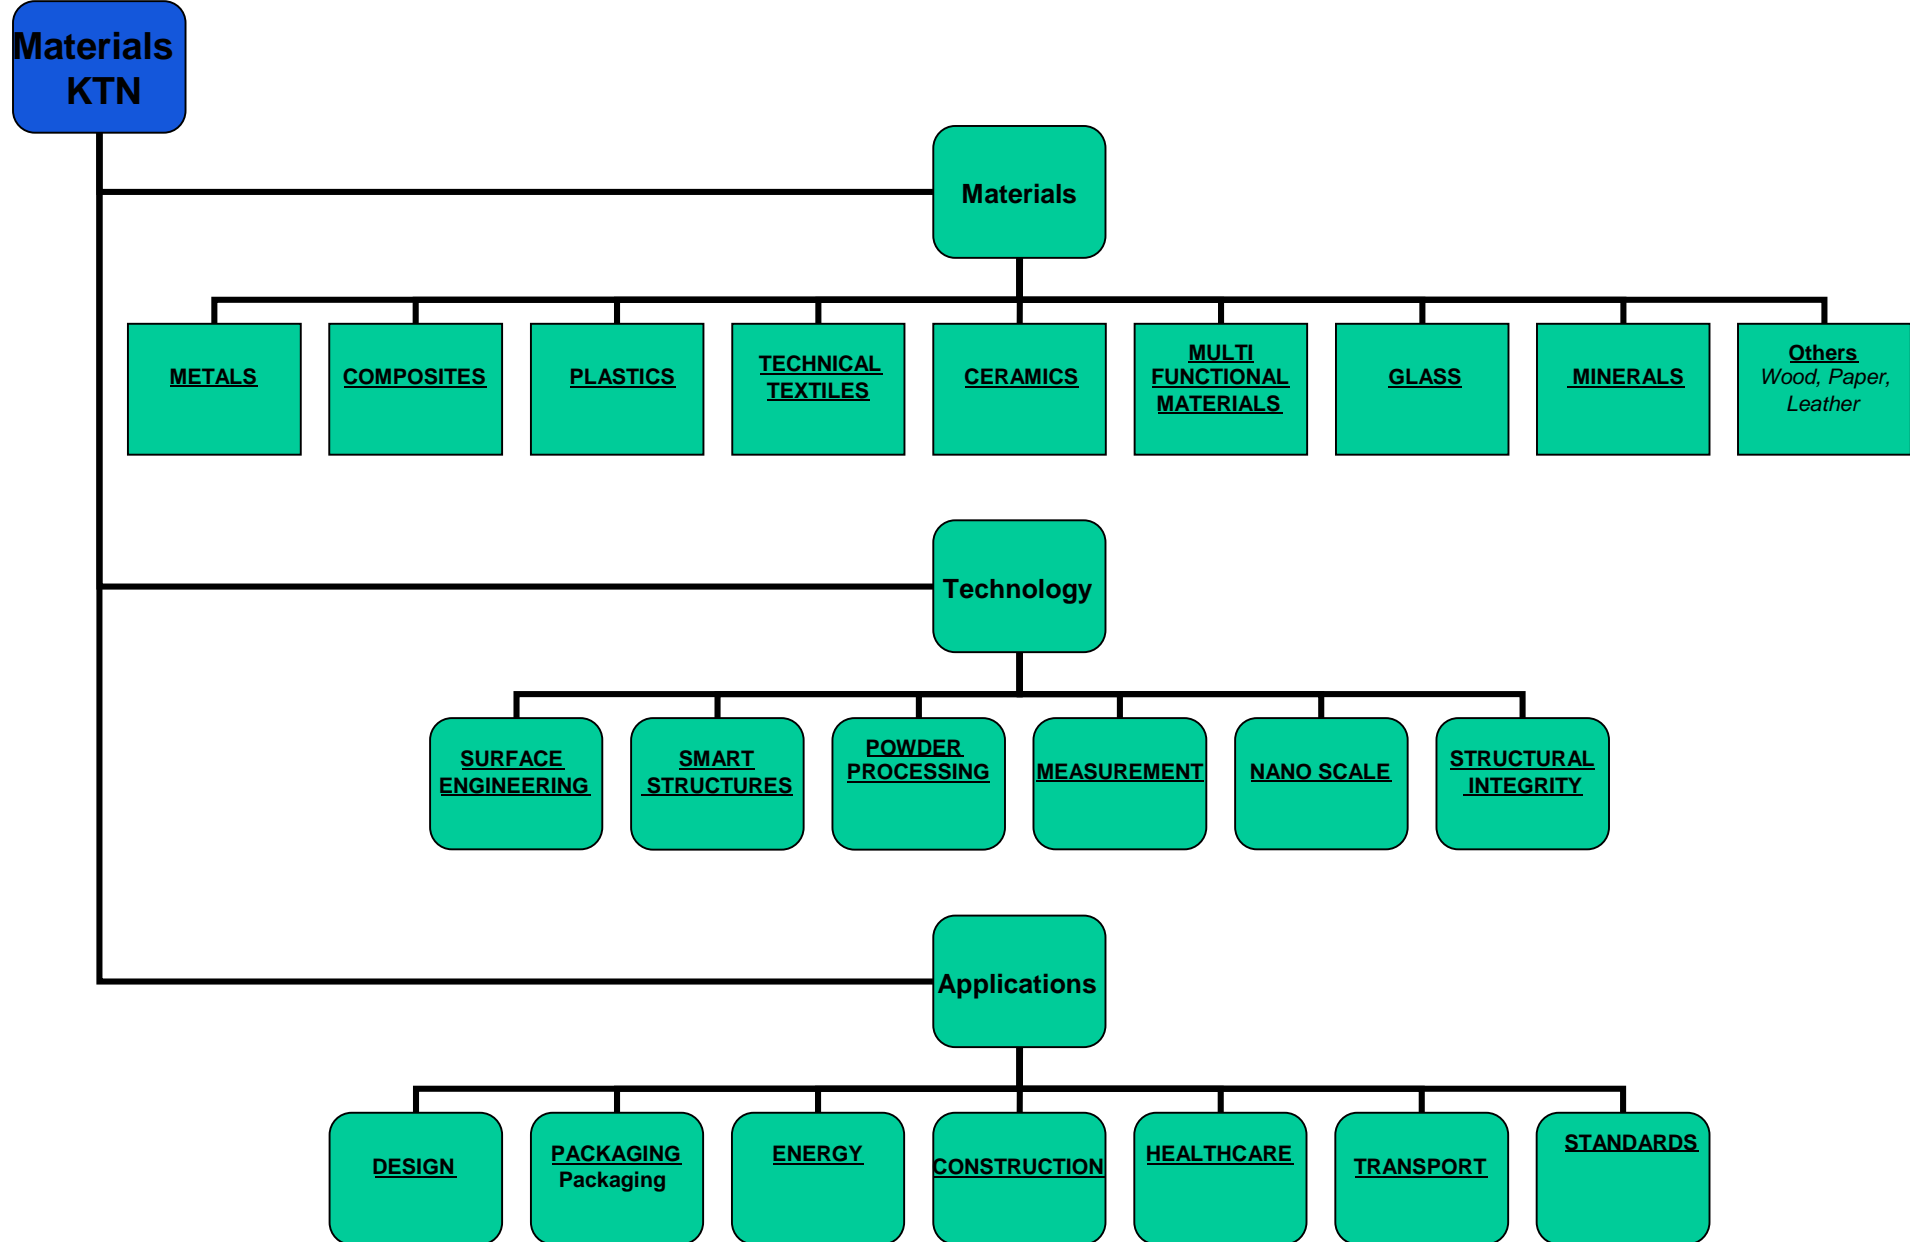 Materials
KTN
Materials
METALS
COMPOSITES
PLASTICS
TECHNICAL
TEXTILES
CERAMICS
MULTI
FUNCTIONAL
MATERIALS
GLASS
MINERALS
Others
Wood, Paper,
Leather
Technology
SURFACE
ENGINEERING
SMART
STRUCTURES
POWDER
PROCESSING
MEASUREMENT
NANO SCALE
STRUCTURAL
INTEGRITY
Applications
DESIGN
PACKAGING
Packaging
ENERGY
CONSTRUCTION
HEALTHCARE
TRANSPORT
STANDARDS